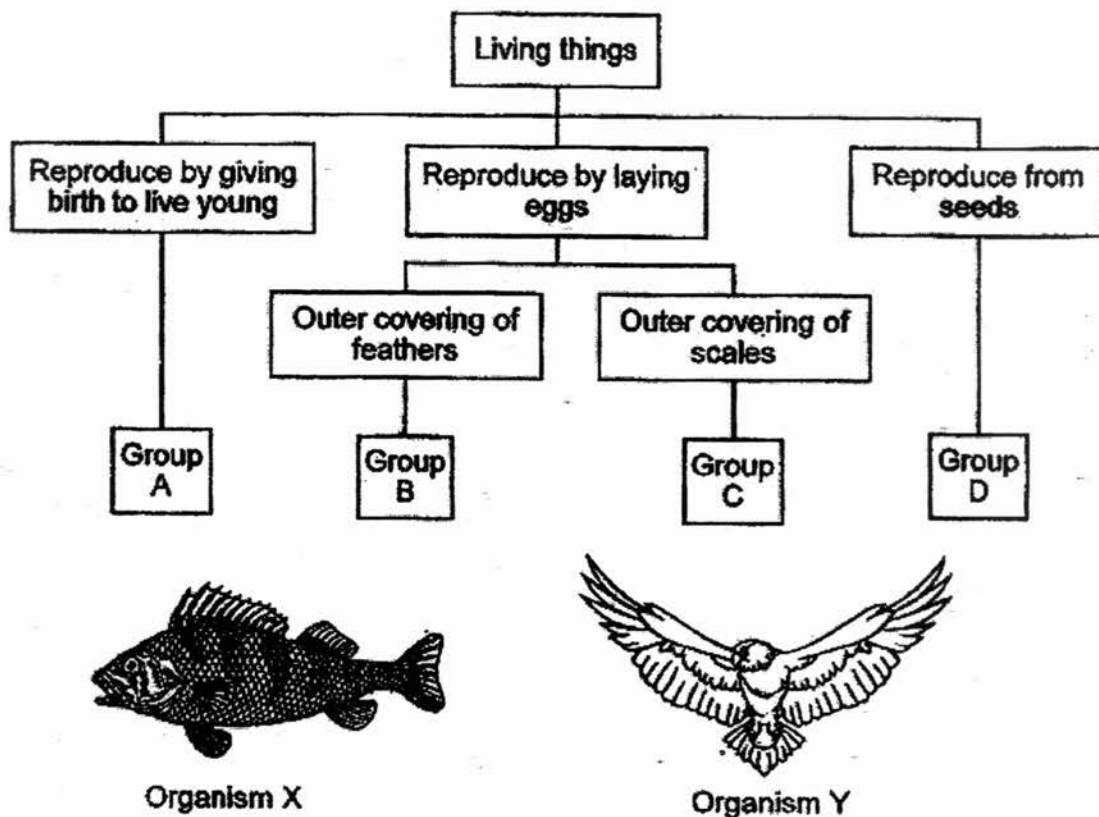 Living things
Reproduce by giving
birth to live young
Reproduce by laying
eggs
Reproduce from
seeds
Outer covering of
feathers
Outer covering of
scales
Group
A
Group
B
Group
C
Group
D
Organism X
Organism Y